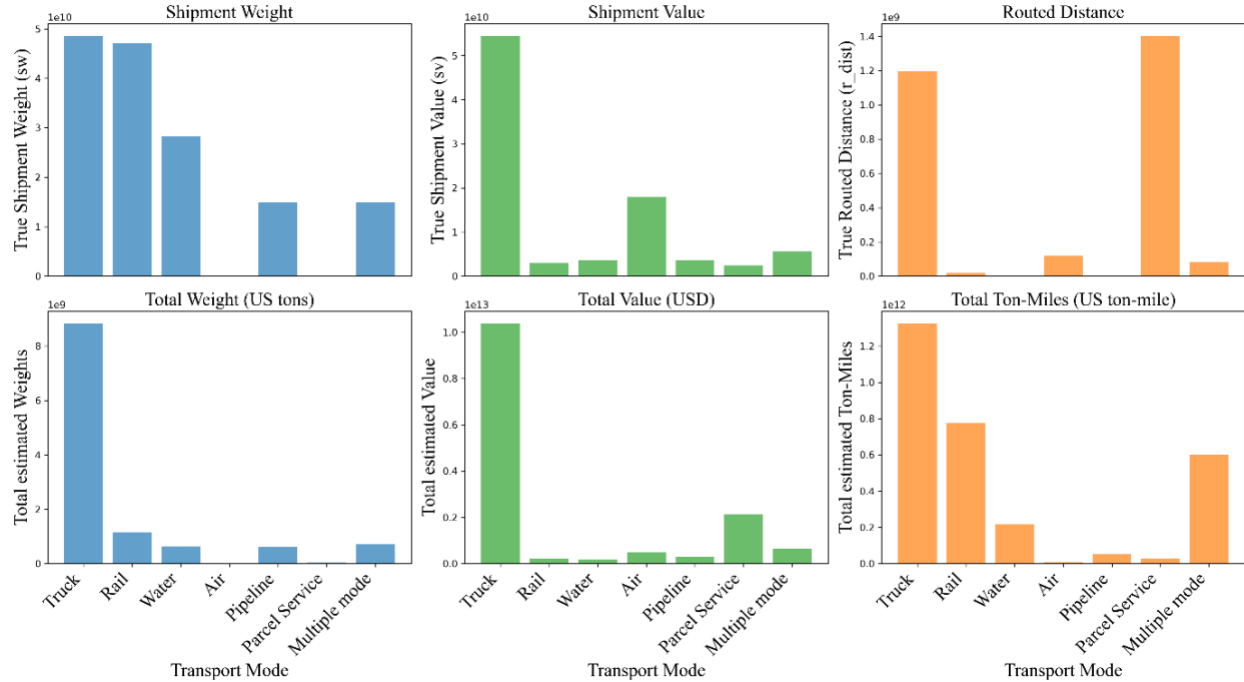 Shipment Weight
1e10
True Shipment Weight (sw)
5
4
3
2
1
0
Shipment Value
1e10
True Shipment Value (sv)
5
4
3
2
1
0
Routed Distance
1e9
True Routed Distance (r_dist)
1.4
1.2
1.0
0.8
0.6
0.4
0.2
0.0
Total Weight (US tons)
1e9
Total estimated Weights
8
6
4
2
0
Truck
Rail
Water
Air
Pipeline
Parcel Service
Multiple mode
Transport Mode
Total Value (USD)
1e13
Total estimated Value
1.0
0.8
0.6
0.4
0.2
0.0
Truck
Rail
Water
Air
Pipeline
Parcel Service
Multiple mode
Transport Mode
Total Ton-Miles (US ton-mile)
1e12
Total estimated Ton-Miles
1.2
1.0
0.8
0.6
0.4
0.2
0.0
Truck
Rail
Water
Air
Pipeline
Parcel Service
Multiple mode
Transport Mode